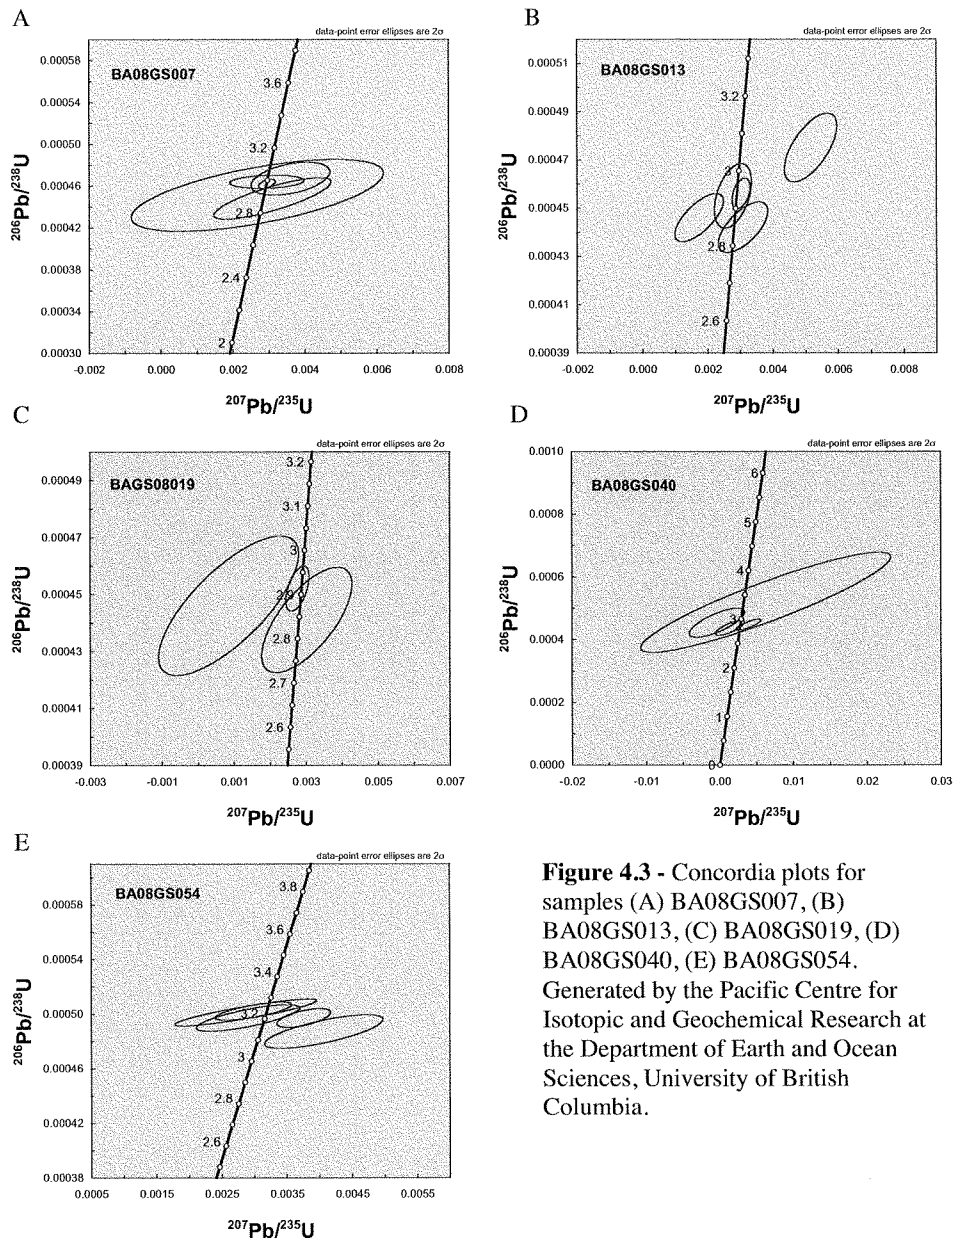 A
data-point error ellipses are 2σ
BA08GS007
0.00058
0.00054
0.00050
0.00046
0.00042
0.00038
0.00034
0.00030
3.6
3.2
2.8
2.4
2
-0.002 0.000 0.002 0.004 0.006 0.008
206Pb/238U
207Pb/235U
B
data-point error ellipses are 2σ
BA08GS013
0.00051
0.00049
0.00047
0.00045
0.00043
0.00041
0.00039
3.2
3
2.8
2.6
-0.002 0.000 0.002 0.004 0.006 0.008
206Pb/238U
207Pb/235U
C
data-point error ellipses are 2σ
BAGS08019
0.00049
0.00047
0.00045
0.00043
0.00041
0.00039
3.2
3.1
3
2.9
2.8
2.7
2.6
-0.003 -0.001 0.001 0.003 0.005 0.007
206Pb/238U
207Pb/235U
D
data-point error ellipses are 2σ
BA08GS040
0.0010
0.0008
0.0006
0.0004
0.0002
0.0000
6
5
4
3
2
1
0
-0.02 -0.01 0.00 0.01 0.02 0.03
206Pb/238U
207Pb/235U
E
data-point error ellipses are 2σ
BA08GS054
0.00058
0.00054
0.00050
0.00046
0.00042
0.00038
3.8
3.6
3.4
3.2
3
2.8
2.6
0.0005 0.0015 0.0025 0.0035 0.0045 0.0055
206Pb/238U
207Pb/235U
Figure 4.3 - Concordia plots for
samples (A) BA08GS007, (B)
BA08GS013, (C) BA08GS019, (D)
BA08GS040, (E) BA08GS054.
Generated by the Pacific Centre for
Isotopic and Geochemical Research at
the Department of Earth and Ocean
Sciences, University of British
Columbia.